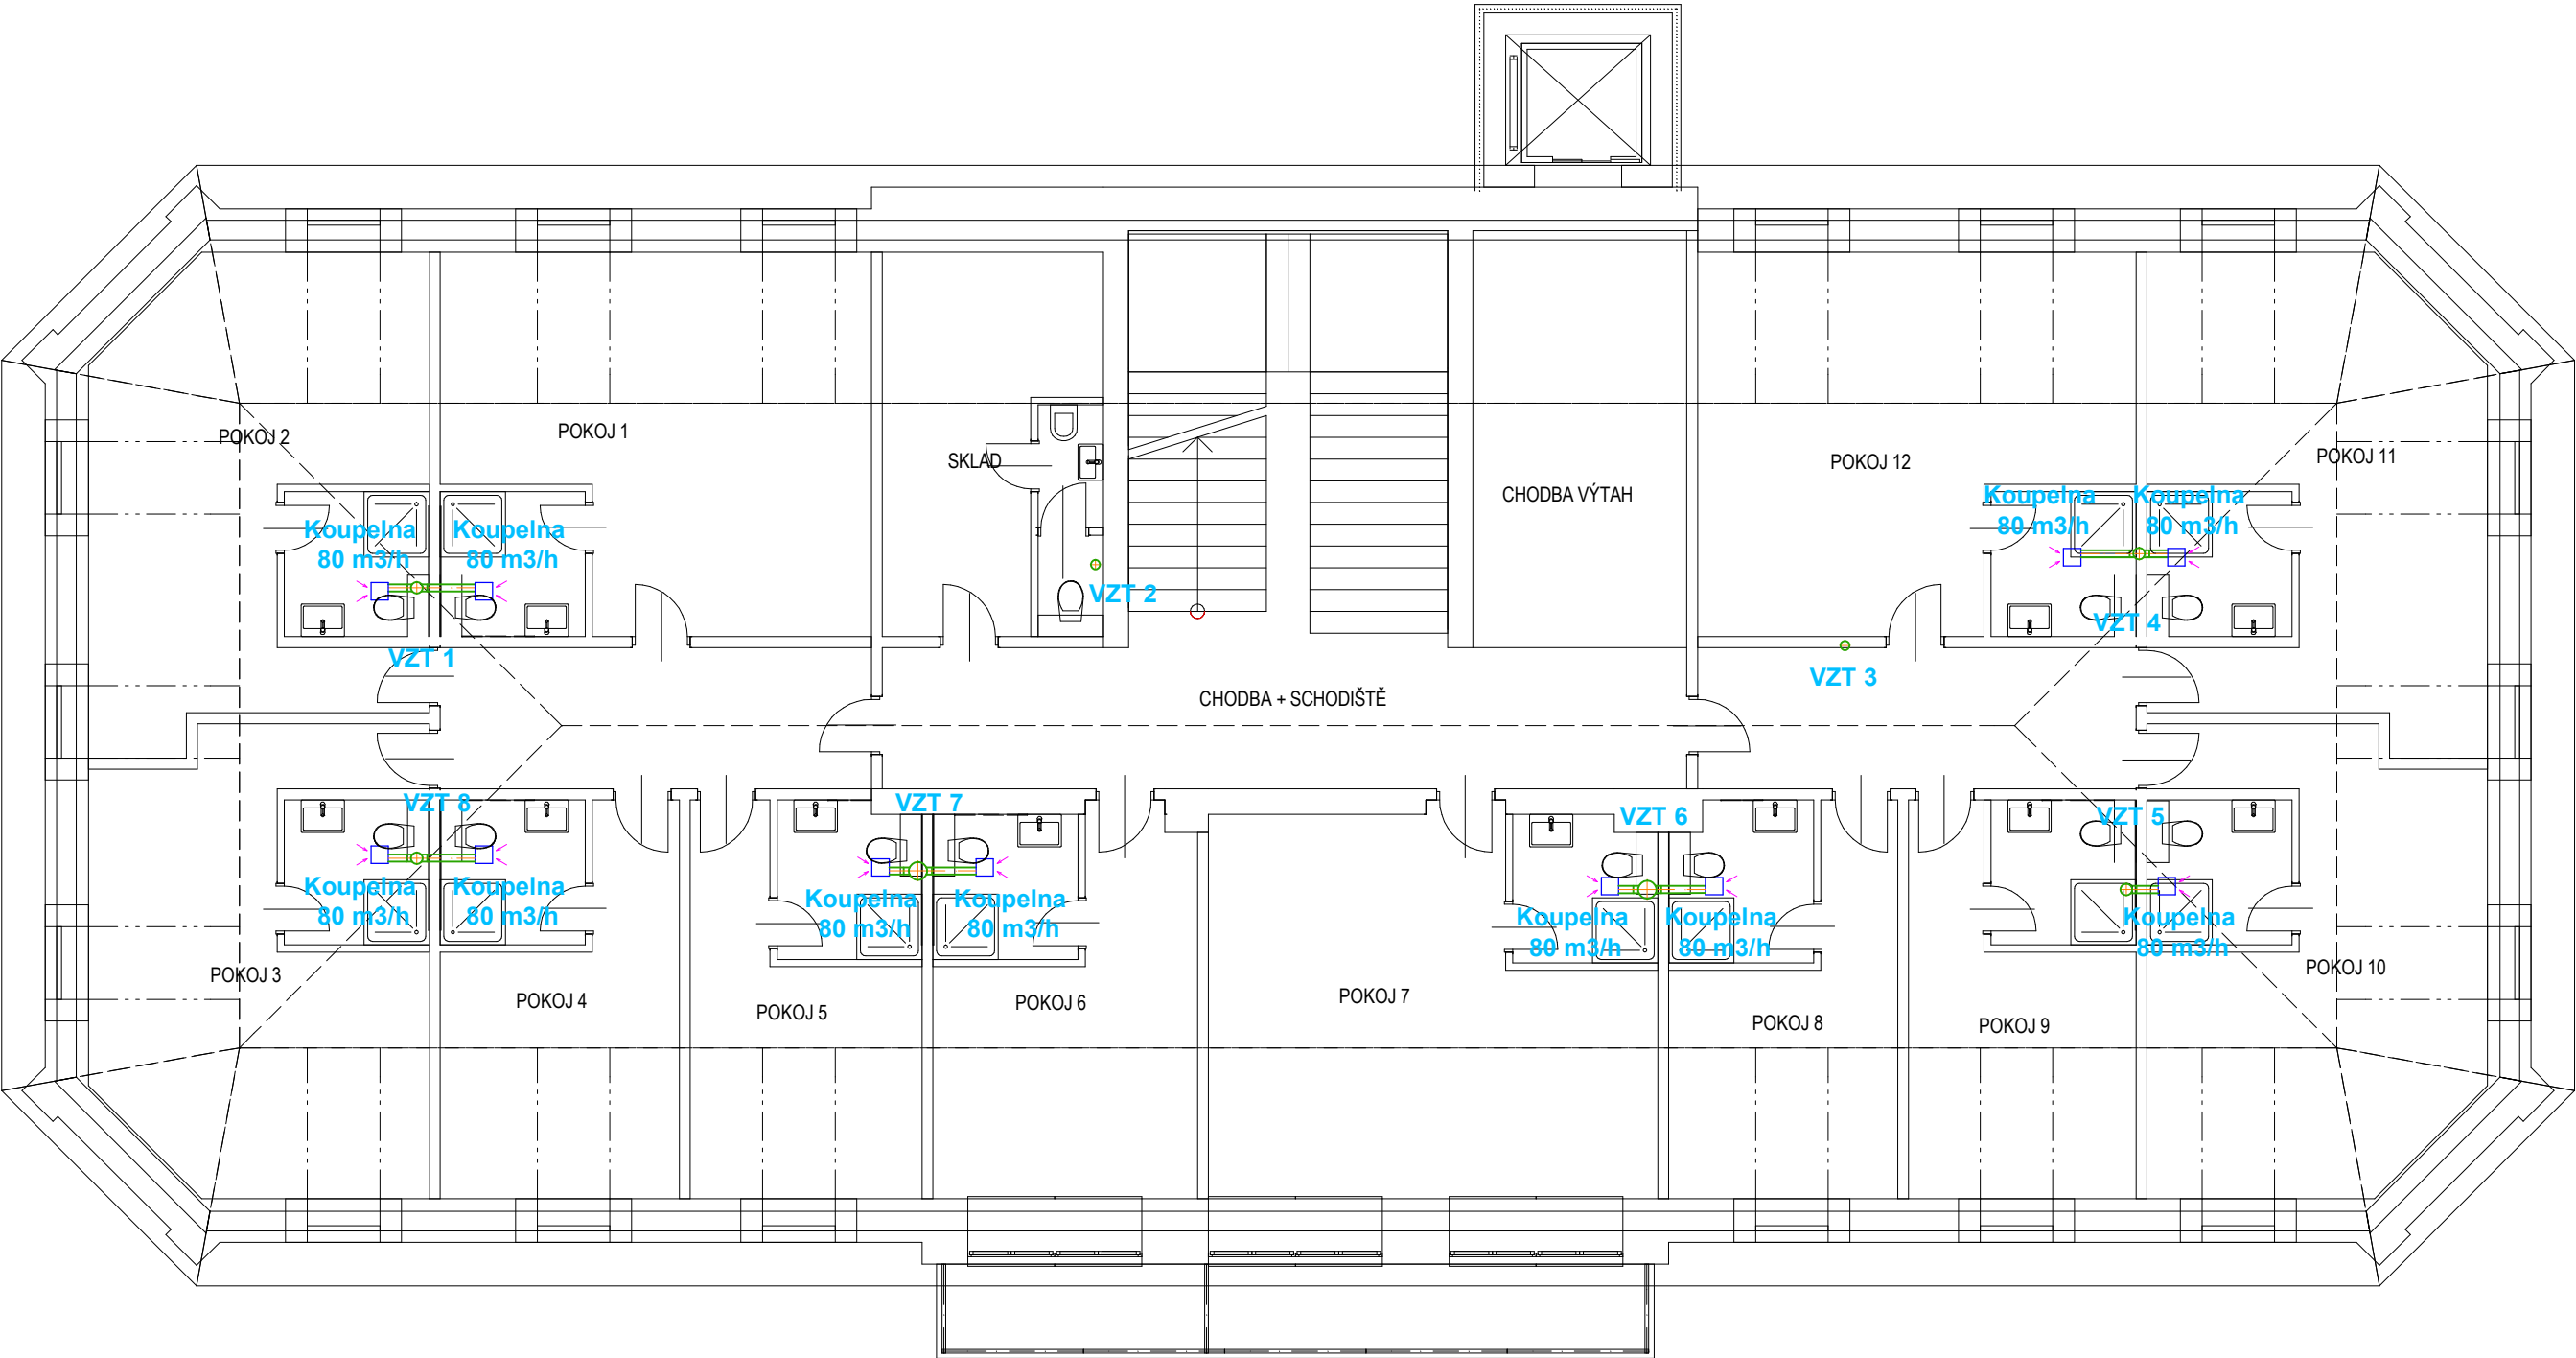 POKOJ 2
POKOJ 1
SKLAD
CHODBA VÝTAH
POKOJ 12
POKOJ 11
Koupelna
80 m3/h
Koupelna
80 m3/h
Koupelna
80 m3/h
Koupelna
80 m3/h
VZT 1
VZT 2
VZT 3
VZT 4
CHODBA + SCHODIŠTĚ
VZT 8
VZT 7
VZT 6
VZT 5
Koupelna
80 m3/h
Koupelna
80 m3/h
Koupelna
80 m3/h
Koupelna
80 m3/h
Koupelna
80 m3/h
Koupelna
80 m3/h
Koupelna
80 m3/h
POKOJ 3
POKOJ 4
POKOJ 5
POKOJ 6
POKOJ 7
POKOJ 8
POKOJ 9
POKOJ 10